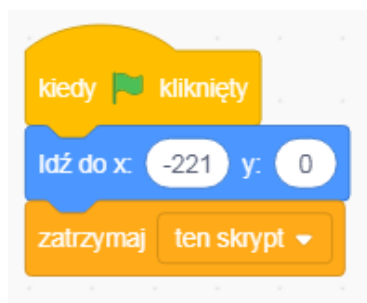 kiedy kliknięty
Idź do x: -221 y: 0
zatrzymaj ten skrypt